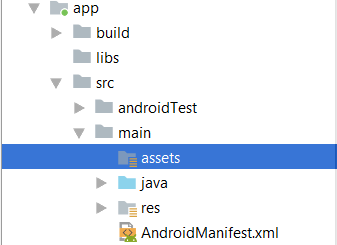 app
build
libs
src
androidTest
main
assets
java
res
AndroidManifest.xml